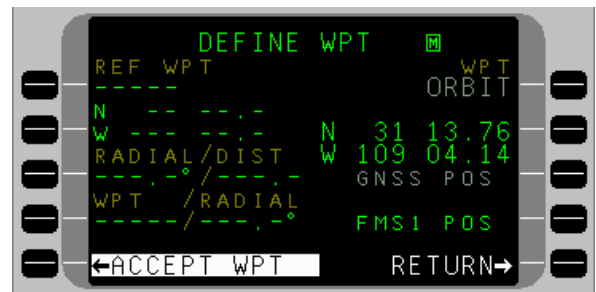 DEFINE WPT M
REF WPT WPT
----- ORBIT
N -- --.-
W --- --.- N 31 13.76
RADIAL/DIST W 109 04.14
---.-°/---.- GNSS POS
WPT /RADIAL
-----/---.-° FMS1 POS
←ACCEPT WPT RETURN→